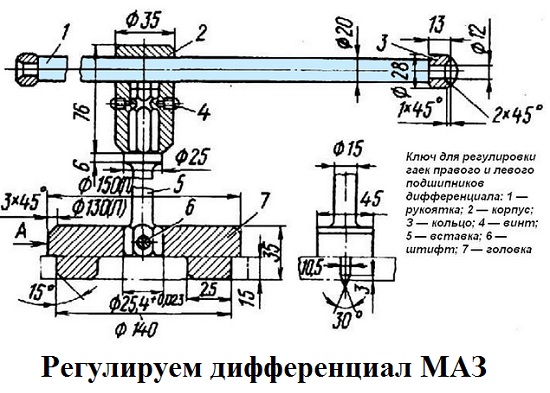 Ф35
2
Ф20
13
Ф12
1
3
Ф28
76
4
1×45°
2×45°
6
Ф25
Ф15
Ключ для регулировки
гаек правого и левого
подшипников
дифференциала: 1 —
рукоятка; 2 — корпус;
3 — кольцо; 4 — винт;
5 — вставка; 6 —
штифт; 7 — головка
3×45°
Ф150(П)
Ф130(Л)
5
6
7
45
А
35
15
10,5
3
15°
Ф25,4+0,023
25
30°
Ф140
Регулируем дифференциал МАЗ